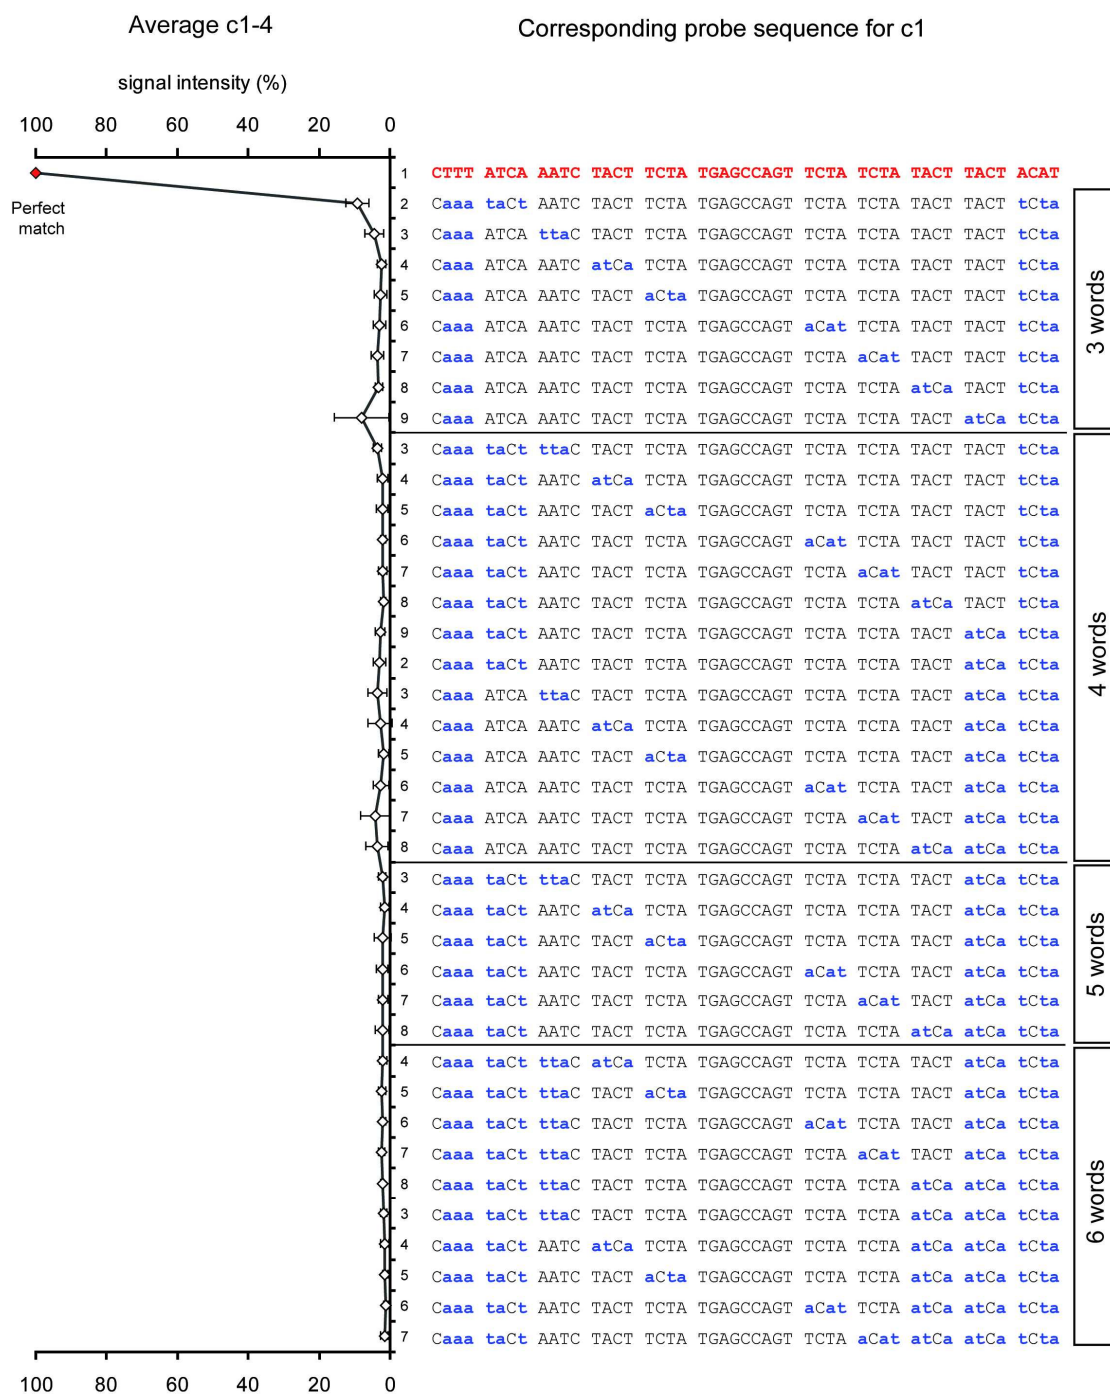 Average c1-4
Corresponding probe sequence for c1
signal intensity (%)
100 80 60 40 20 0
Perfect
match
1 CTTT ATCA AATC TACT TCTA TGAGCCAGT TCTA TCTA TACT TACT ACAT
2 Caaa taCt AATC TACT TCTA TGAGCCAGT TCTA TCTA TACT TACT tCta
3 Caaa ATCA ttaC TACT TCTA TGAGCCAGT TCTA TCTA TACT TACT tCta
4 Caaa ATCA AATC atCa TCTA TGAGCCAGT TCTA TCTA TACT TACT tCta
5 Caaa ATCA AATC TACT aCta TGAGCCAGT TCTA TCTA TACT TACT tCta
6 Caaa ATCA AATC TACT TCTA TGAGCCAGT aCat TCTA TACT TACT tCta
7 Caaa ATCA AATC TACT TCTA TGAGCCAGT TCTA aCat TACT TACT tCta
8 Caaa ATCA AATC TACT TCTA TGAGCCAGT TCTA TCTA atCa TACT tCta
9 Caaa ATCA AATC TACT TCTA TGAGCCAGT TCTA TCTA TACT atCa tCta
3 words
3 Caaa taCt ttaC TACT TCTA TGAGCCAGT TCTA TCTA TACT TACT tCta
4 Caaa taCt AATC atCa TCTA TGAGCCAGT TCTA TCTA TACT TACT tCta
5 Caaa taCt AATC TACT aCta TGAGCCAGT TCTA TCTA TACT TACT tCta
6 Caaa taCt AATC TACT TCTA TGAGCCAGT aCat TCTA TACT TACT tCta
7 Caaa taCt AATC TACT TCTA TGAGCCAGT TCTA aCat TACT TACT tCta
8 Caaa taCt AATC TACT TCTA TGAGCCAGT TCTA TCTA atCa TACT tCta
9 Caaa taCt AATC TACT TCTA TGAGCCAGT TCTA TCTA TACT atCa tCta
2 Caaa taCt AATC TACT TCTA TGAGCCAGT TCTA TCTA TACT atCa tCta
3 Caaa ATCA ttaC TACT TCTA TGAGCCAGT TCTA TCTA TACT atCa tCta
4 Caaa ATCA AATC atCa TCTA TGAGCCAGT TCTA TCTA TACT atCa tCta
5 Caaa ATCA AATC TACT aCta TGAGCCAGT TCTA TCTA TACT atCa tCta
6 Caaa ATCA AATC TACT TCTA TGAGCCAGT aCat TCTA TACT atCa tCta
7 Caaa ATCA AATC TACT TCTA TGAGCCAGT TCTA aCat TACT atCa tCta
8 Caaa ATCA AATC TACT TCTA TGAGCCAGT TCTA TCTA atCa atCa tCta
4 words
3 Caaa taCt ttaC TACT TCTA TGAGCCAGT TCTA TCTA TACT atCa tCta
4 Caaa taCt AATC atCa TCTA TGAGCCAGT TCTA TCTA TACT atCa tCta
5 Caaa taCt AATC TACT aCta TGAGCCAGT TCTA TCTA TACT atCa tCta
6 Caaa taCt AATC TACT TCTA TGAGCCAGT aCat TCTA TACT atCa tCta
7 Caaa taCt AATC TACT TCTA TGAGCCAGT TCTA aCat TACT atCa tCta
8 Caaa taCt AATC TACT TCTA TGAGCCAGT TCTA TCTA atCa atCa tCta
5 words
4 Caaa taCt ttaC atCa TCTA TGAGCCAGT TCTA TCTA TACT atCa tCta
5 Caaa taCt ttaC TACT aCta TGAGCCAGT TCTA TCTA TACT atCa tCta
6 Caaa taCt ttaC TACT TCTA TGAGCCAGT aCat TCTA TACT atCa tCta
7 Caaa taCt ttaC TACT TCTA TGAGCCAGT TCTA aCat TACT atCa tCta
8 Caaa taCt ttaC TACT TCTA TGAGCCAGT TCTA TCTA atCa atCa tCta
3 Caaa taCt ttaC TACT TCTA TGAGCCAGT TCTA TCTA atCa atCa tCta
4 Caaa taCt AATC atCa TCTA TGAGCCAGT TCTA TCTA atCa atCa tCta
5 Caaa taCt AATC TACT aCta TGAGCCAGT TCTA TCTA atCa atCa tCta
6 Caaa taCt AATC TACT TCTA TGAGCCAGT aCat TCTA atCa atCa tCta
7 Caaa taCt AATC TACT TCTA TGAGCCAGT TCTA aCat atCa atCa tCta
6 words
100 80 60 40 20 0